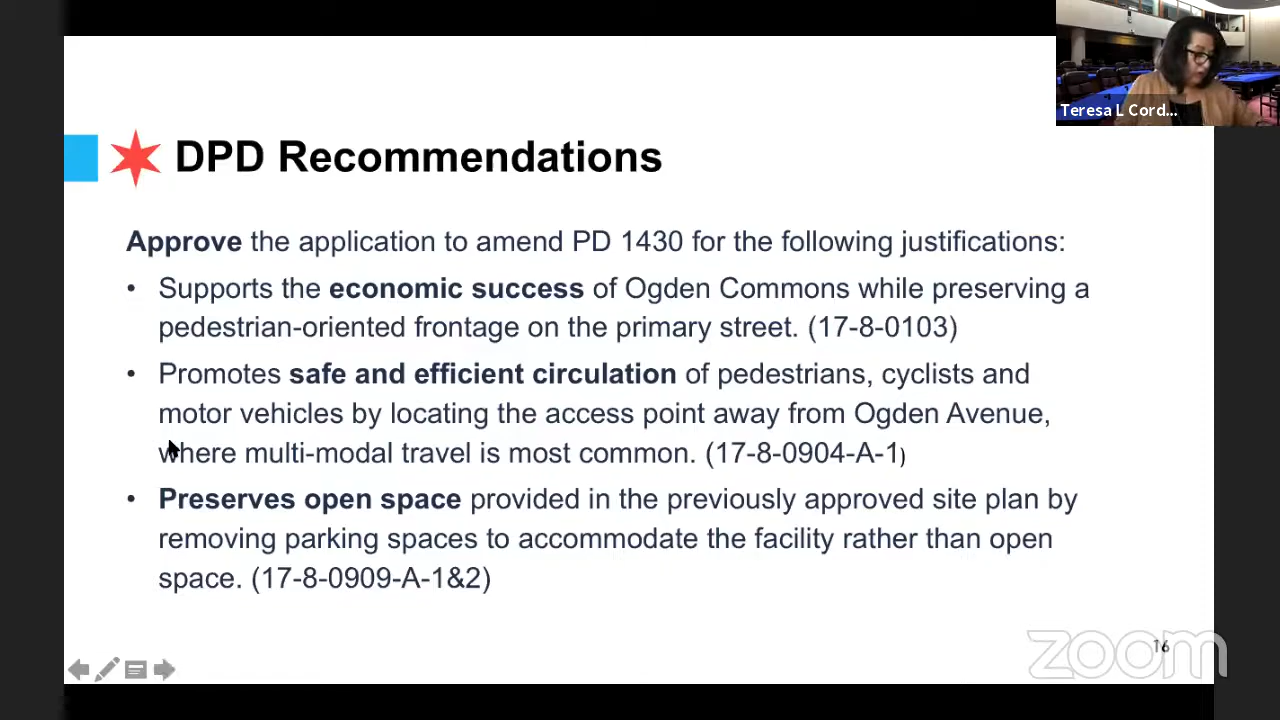 Teresa L Cord...
DPD Recommendations
Approve the application to amend PD 1430 for the following justifications:
• Supports the economic success of Ogden Commons while preserving a
pedestrian-oriented frontage on the primary street. (17-8-0103)
• Promotes safe and efficient circulation of pedestrians, cyclists and
motor vehicles by locating the access point away from Ogden Avenue,
where multi-modal travel is most common. (17-8-0904-A-1)
• Preserves open space provided in the previously approved site plan by
removing parking spaces to accommodate the facility rather than open
space. (17-8-0909-A-1&2)
16
zoom